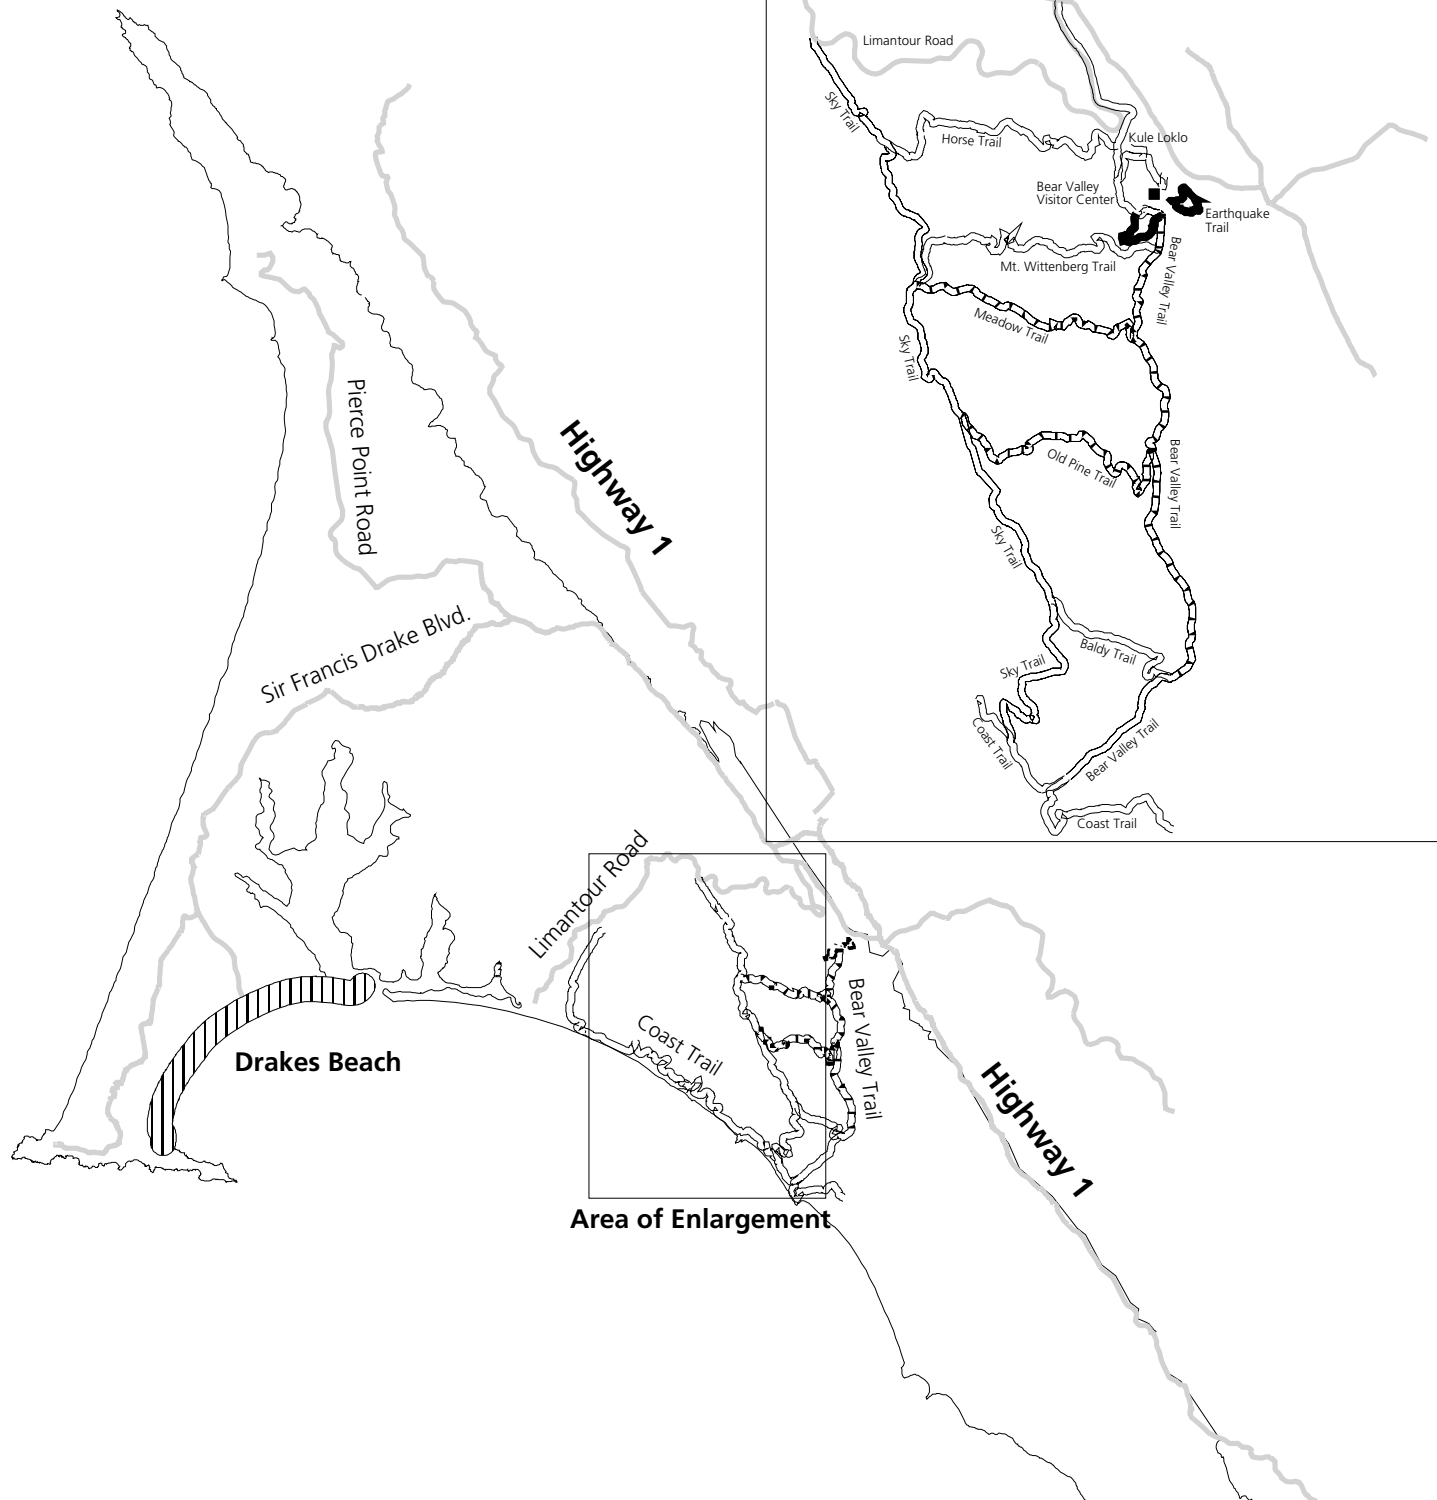 Limantour Road
Sky Trail
Horse Trail
Kule Loklo
Bear Valley
Visitor Center
Earthquake
Trail
Mt. Wittenberg Trail
Bear Valley Trail
Meadow Trail
Sky Trail
Old Pine Trail
Bear Valley Trail
Sky Trail
Baldy Trail
Sky Trail
Coast Trail
Bear Valley Trail
Coast Trail
Pierce Point Road
Highway 1
Sir Francis Drake Blvd.
Limantour Road
Coast Trail
Bear Valley Trail
Drakes Beach
Highway 1
Area of Enlargement